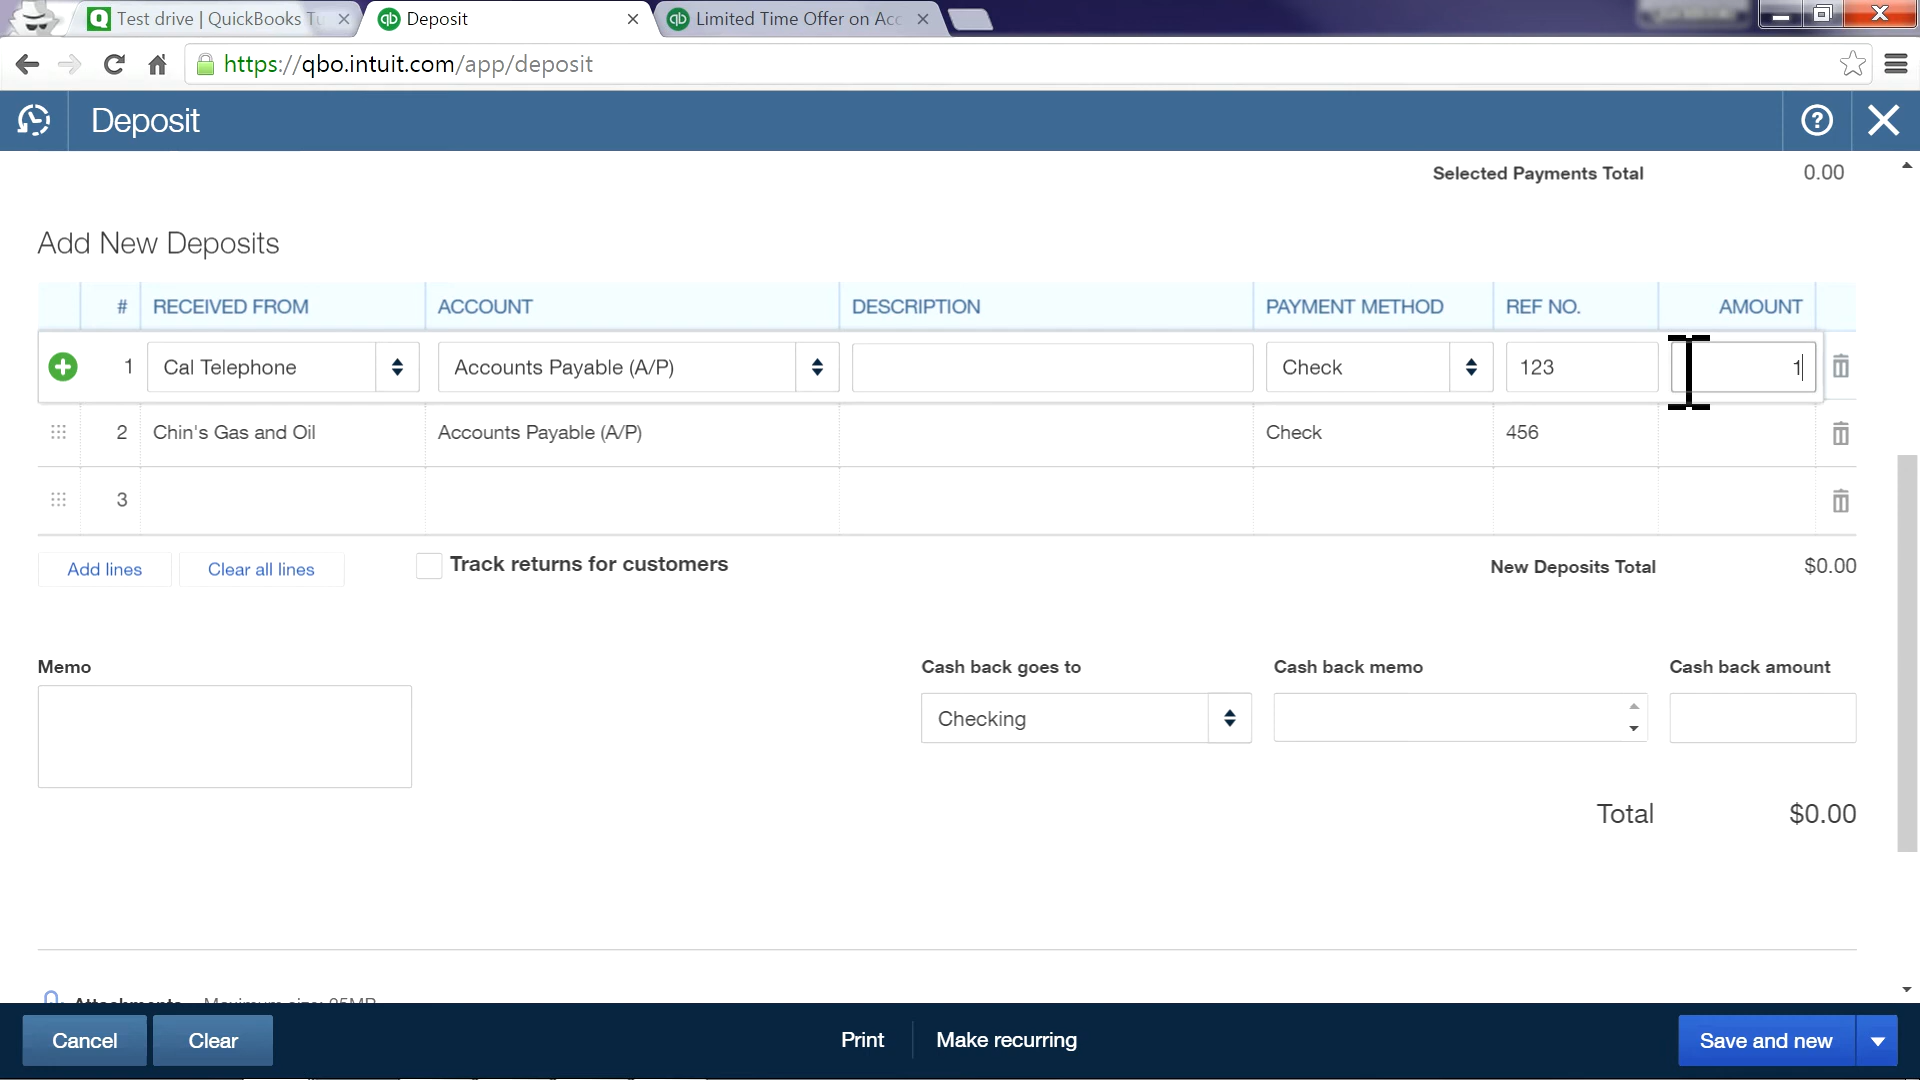 Test drive | QuickBooks Tu
Deposit
Limited Time Offer on Acc
https://qbo.intuit.com/app/deposit
Deposit
Selected Payments Total 0.00
Add New Deposits
# RECEIVED FROM ACCOUNT DESCRIPTION PAYMENT METHOD REF NO. AMOUNT
1 Cal Telephone Accounts Payable (A/P) Check 123 1
2 Chin's Gas and Oil Accounts Payable (A/P) Check 456
3
Add lines Clear all lines Track returns for customers New Deposits Total $0.00
Memo Cash back goes to Cash back memo Cash back amount
Checking
Total $0.00
Attachments Maximum size: 25MB
Cancel Clear Print Make recurring Save and new